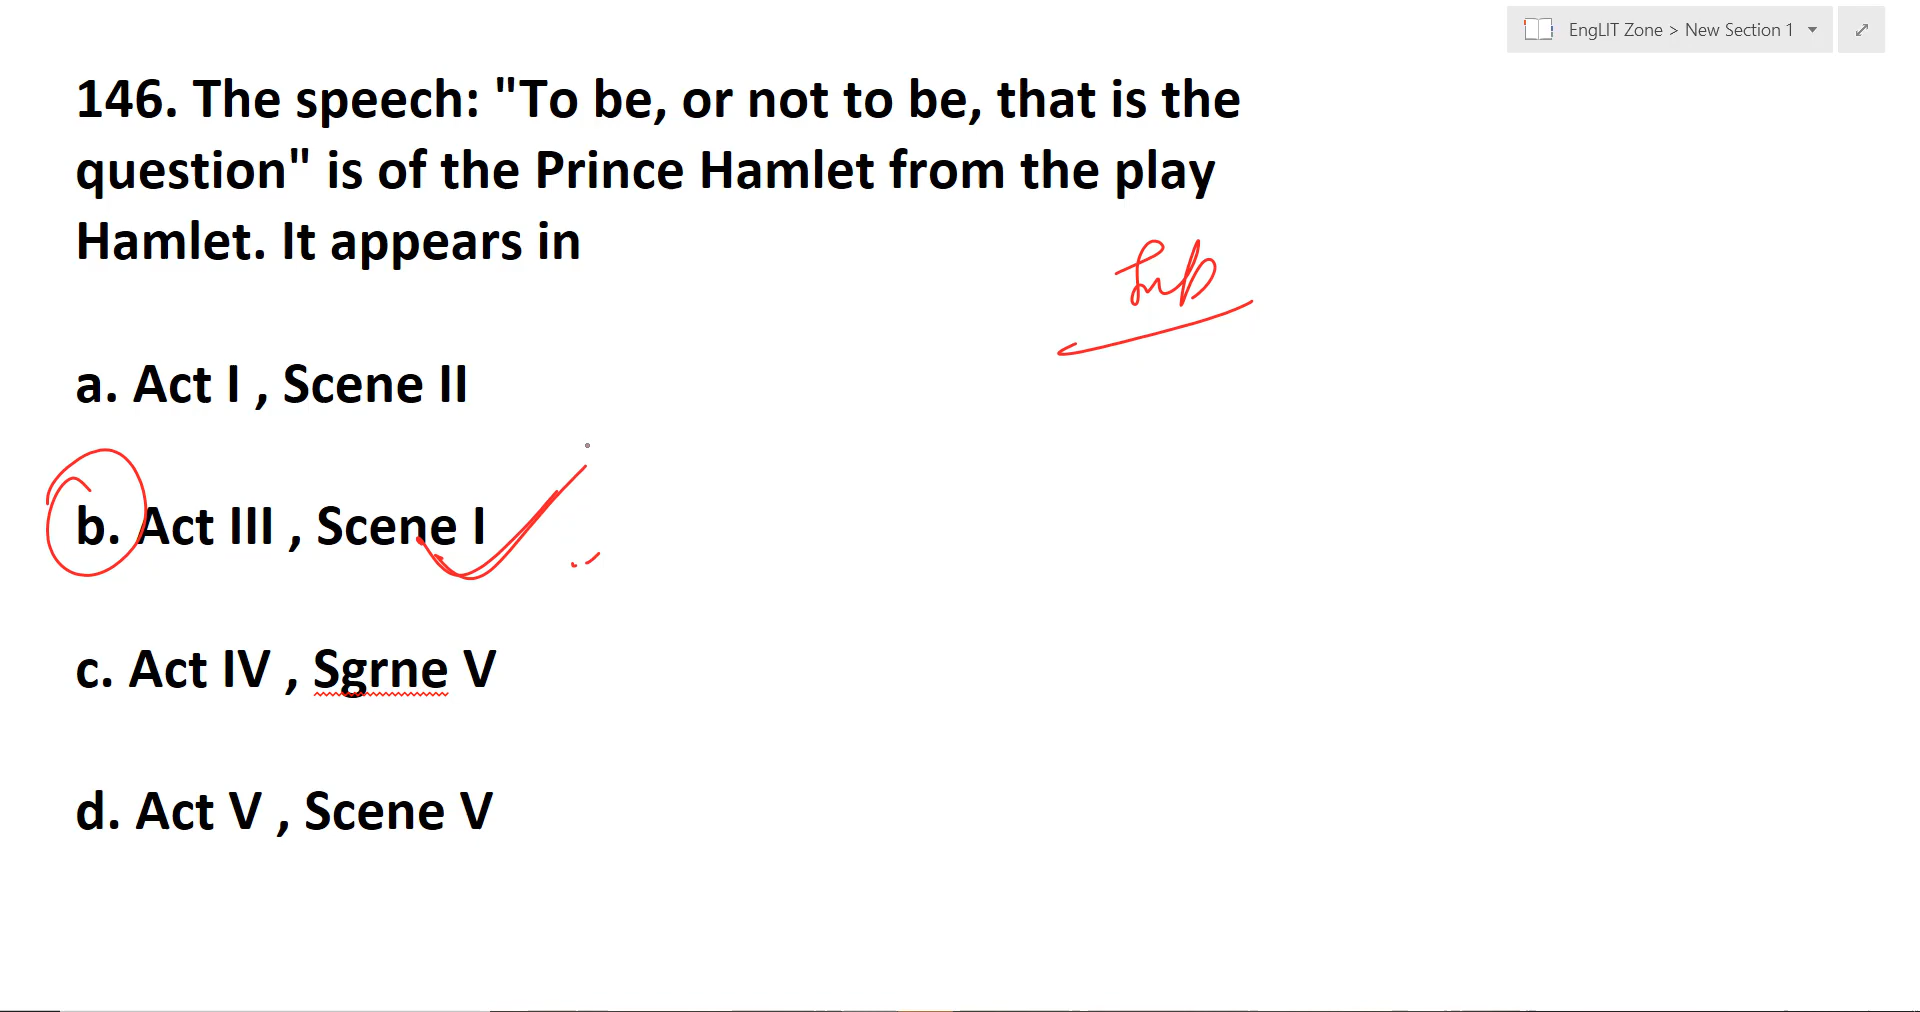 EngLIT Zone > New Section 1
146. The speech: "To be, or not to be, that is the
question" is of the Prince Hamlet from the play
Hamlet. It appears in
a. Act I , Scene II
b. Act III , Scene I
c. Act IV , Sgrne V
d. Act V , Scene V